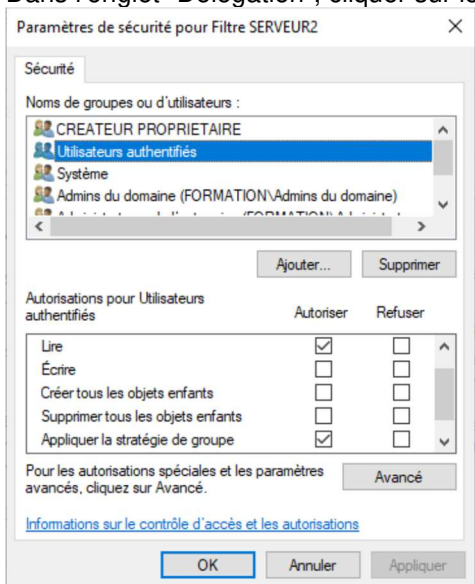 Paramètres de sécurité pour Filtre SERVEUR2
Sécurité
Noms de groupes ou d'utilisateurs :
CREATEUR PROPRIETAIRE
Utilisateurs authentifiés
Système
Admins du domaine (FORMATION\Admins du domaine)
Ajouter... Supprimer
Autorisations pour Utilisateurs
authentifiés Autoriser Refuser
Lire
Écrire
Créer tous les objets enfants
Supprimer tous les objets enfants
Appliquer la stratégie de groupe
Pour les autorisations spéciales et les paramètres
avancés, cliquez sur Avancé. Avancé
Informations sur le contrôle d'accès et les autorisations
OK Annuler Appliquer